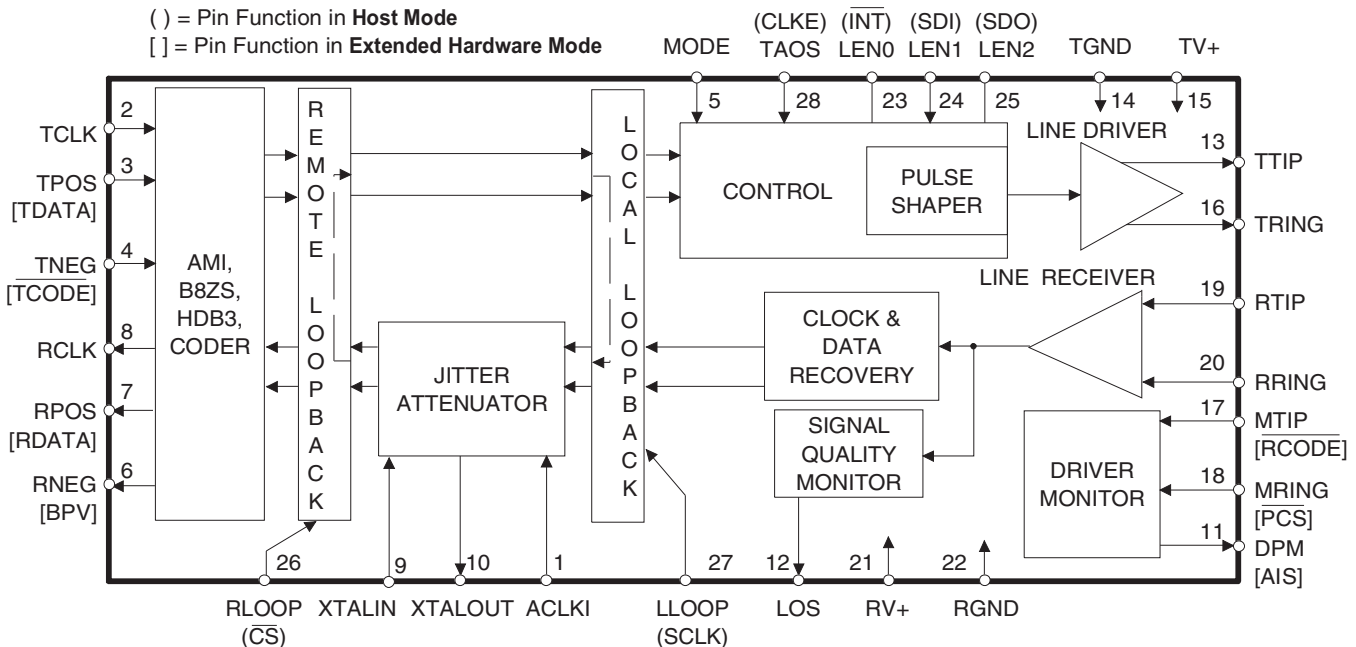 ( ) = Pin Function in Host Mode
[ ] = Pin Function in Extended Hardware Mode
(CLKE) (INT) (SDI) (SDO)
MODE TAOS LEN0 LEN1 LEN2 TGND TV+
5 28 23 24 25 14 15
2
TCLK
3
TPOS
[TDATA]
4
TNEG
[TCODE]
8
RCLK
7
RPOS
[RDATA]
6
RNEG
[BPV]
AMI,
B8ZS,
HDB3,
CODER
REMOTE LOOPBACK
JITTER
ATTENUATOR
LOCAL LOOPBACK
CONTROL
PULSE
SHAPER
LINE DRIVER
13
TTIP
16
TRING
LINE RECEIVER
19
RTIP
20
RRING
CLOCK &
DATA
RECOVERY
SIGNAL
QUALITY
MONITOR
DRIVER
MONITOR
17
MTIP
[RCODE]
18
MRING
[PCS]
11
DPM
[AIS]
26 9 10 1 27 12 21 22
RLOOP XTALIN XTALOUT ACLKI LLOOP LOS RV+ RGND
(CS) (SCLK)